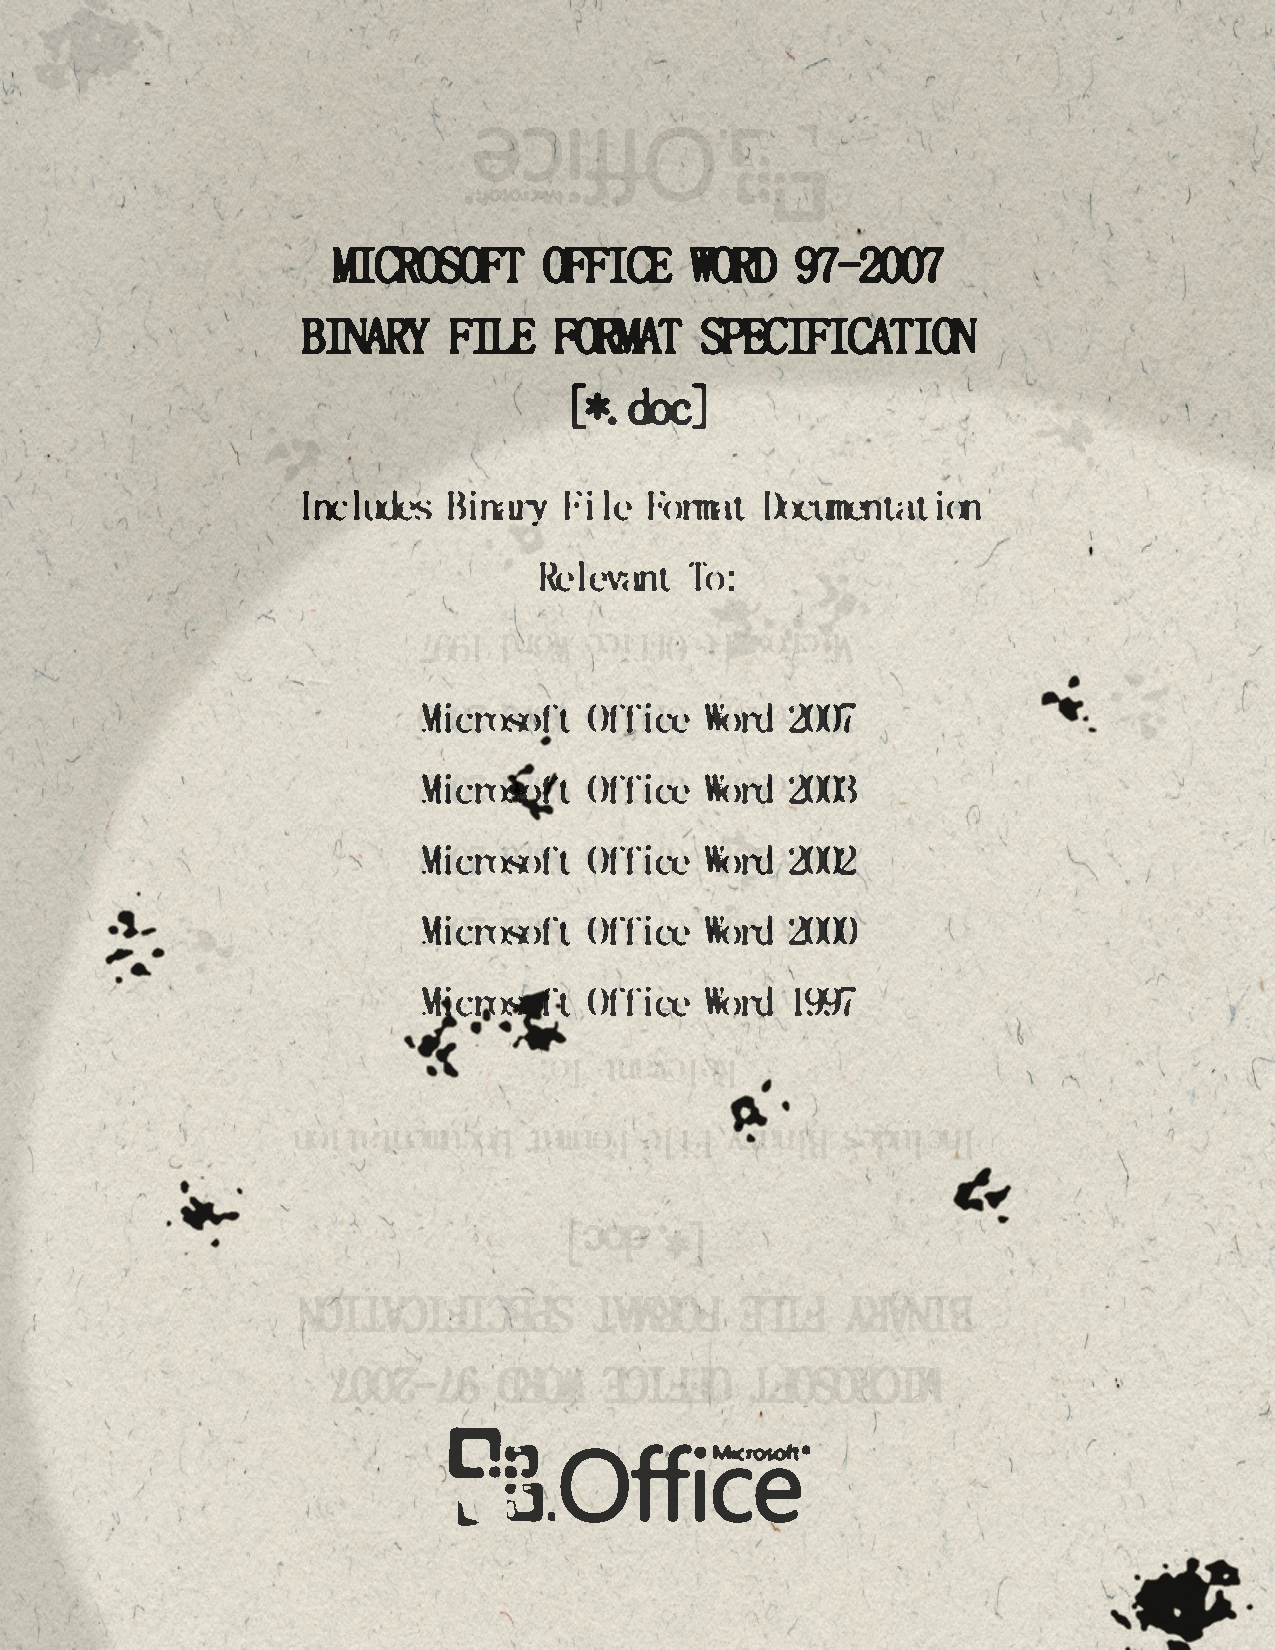 MICROSOFT OFFICE WORD 97-2007
BINARY FILE FORMAT SPECIFICATION
[*.doc]
Includes Binary File Format Documentation
Relevant To:
Microsoft Office Word 2007
Microsoft Office Word 2003
Microsoft Office Word 2002
Microsoft Office Word 2000
Microsoft Office Word 1997
Microsoft®
Office